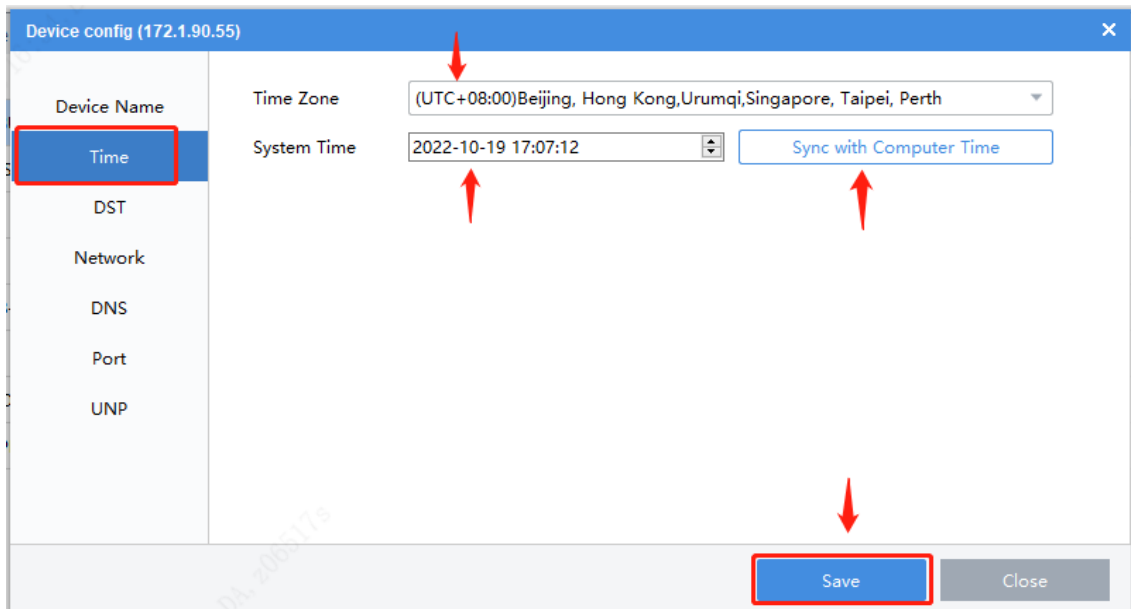 Device config (172.1.90.55)
Device Name
Time
DST
Network
DNS
Port
UNP
Time Zone
(UTC+08:00)Beijing, Hong Kong,Urumqi,Singapore, Taipei, Perth
System Time
2022-10-19 17:07:12
Sync with Computer Time
Save
Close